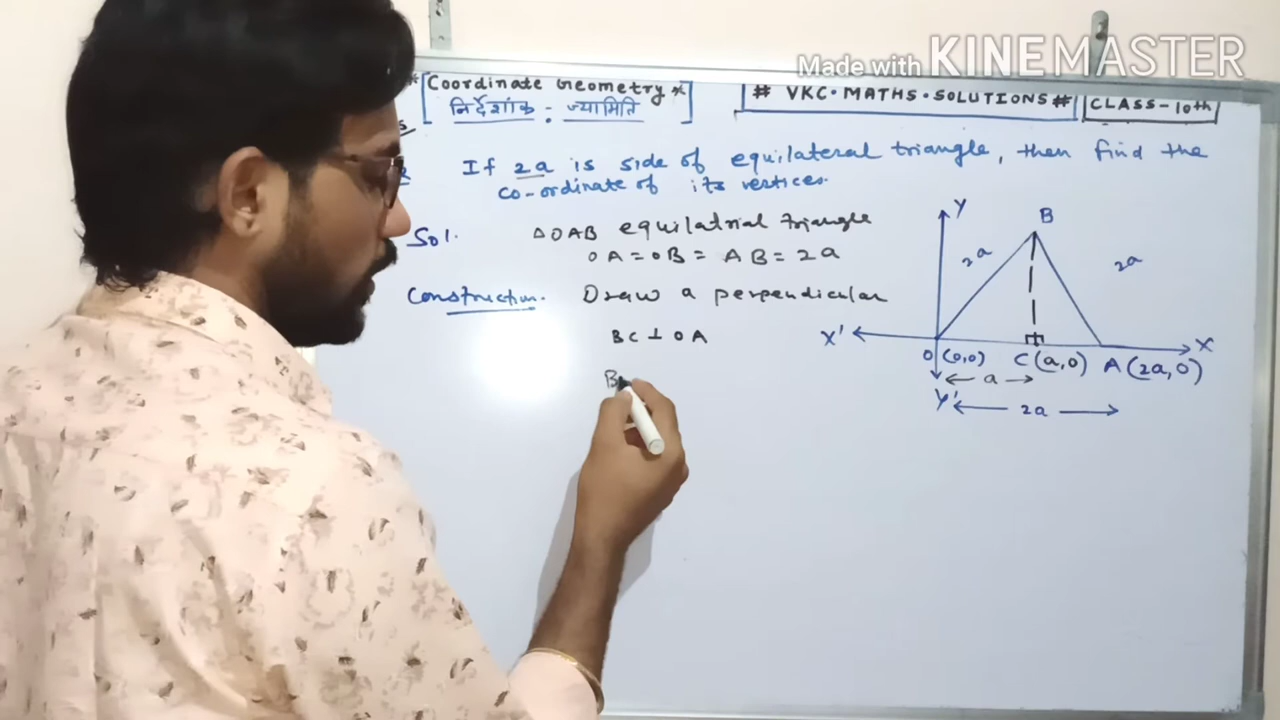 Made with KINEMASTER
* [Coordinate Geometry *]
निर्देशांक - ज्यामिति
# VKC • MATHS • SOLUTIONS #
CLASS-10th
If 2a is side of equilateral triangle, then find the
co-ordinate of its vertices.
Sol.
ΔOAB equilatrial triangle
OA = OB = AB = 2a
Construction. Draw a perpendicular
BC ⊥ OA
B
Y
B
2a
2a
X'
X
O (0,0)
C (a,0)
A (2a,0)
a
Y'
2a